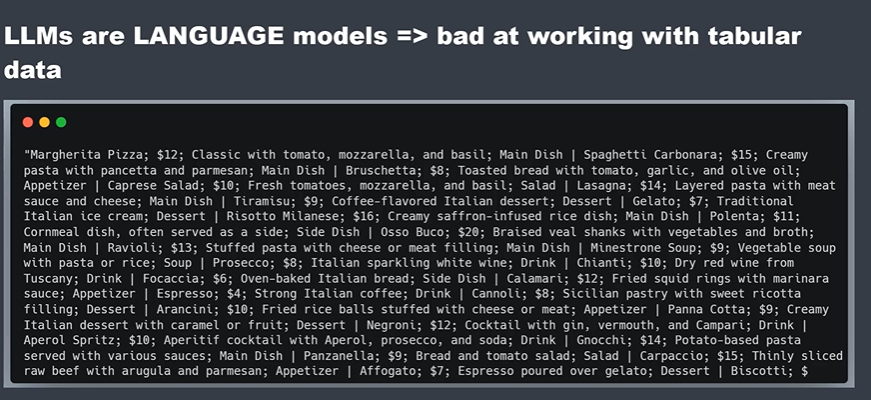 LLMs are LANGUAGE models => bad at working with tabular
data
"Margherita Pizza; $12; Classic with tomato, mozzarella, and basil; Main Dish | Spaghetti Carbonara; $15; Creamy
pasta with pancetta and parmesan; Main Dish | Bruschetta; $8; Toasted bread with tomato, garlic, and olive oil;
Appetizer | Caprese Salad; $10; Fresh tomatoes, mozzarella, and basil; Salad | Lasagna; $14; Layered pasta with meat
sauce and cheese; Main Dish | Tiramisu; $9; Coffee-flavored Italian dessert; Dessert | Gelato; $7; Traditional
Italian ice cream; Dessert | Risotto Milanese; $16; Creamy saffron-infused rice dish; Main Dish | Polenta; $11;
Cornmeal dish, often served as a side; Side Dish | Osso Buco; $20; Braised veal shanks with vegetables and broth;
Main Dish | Ravioli; $13; Stuffed pasta with cheese or meat filling; Main Dish | Minestrone Soup; $9; Vegetable soup
with pasta or rice; Soup | Prosecco; $8; Italian sparkling white wine; Drink | Chianti; $10; Dry red wine from
Tuscany; Drink | Focaccia; $6; Oven-baked Italian bread; Side Dish | Calamari; $12; Fried squid rings with marinara
sauce; Appetizer | Espresso; $4; Strong Italian coffee; Drink | Cannoli; $8; Sicilian pastry with sweet ricotta
filling; Dessert | Arancini; $10; Fried rice balls stuffed with cheese or meat; Appetizer | Panna Cotta; $9; Creamy
Italian dessert with caramel or fruit; Dessert | Negroni; $12; Cocktail with gin, vermouth, and Campari; Drink |
Aperol Spritz; $10; Aperitif cocktail with Aperol, prosecco, and soda; Drink | Gnocchi; $14; Potato-based pasta
served with various sauces; Main Dish | Panzanella; $9; Bread and tomato salad; Salad | Carpaccio; $15; Thinly sliced
raw beef with arugula and parmesan; Appetizer | Affogato; $7; Espresso poured over gelato; Dessert | Biscotti; $